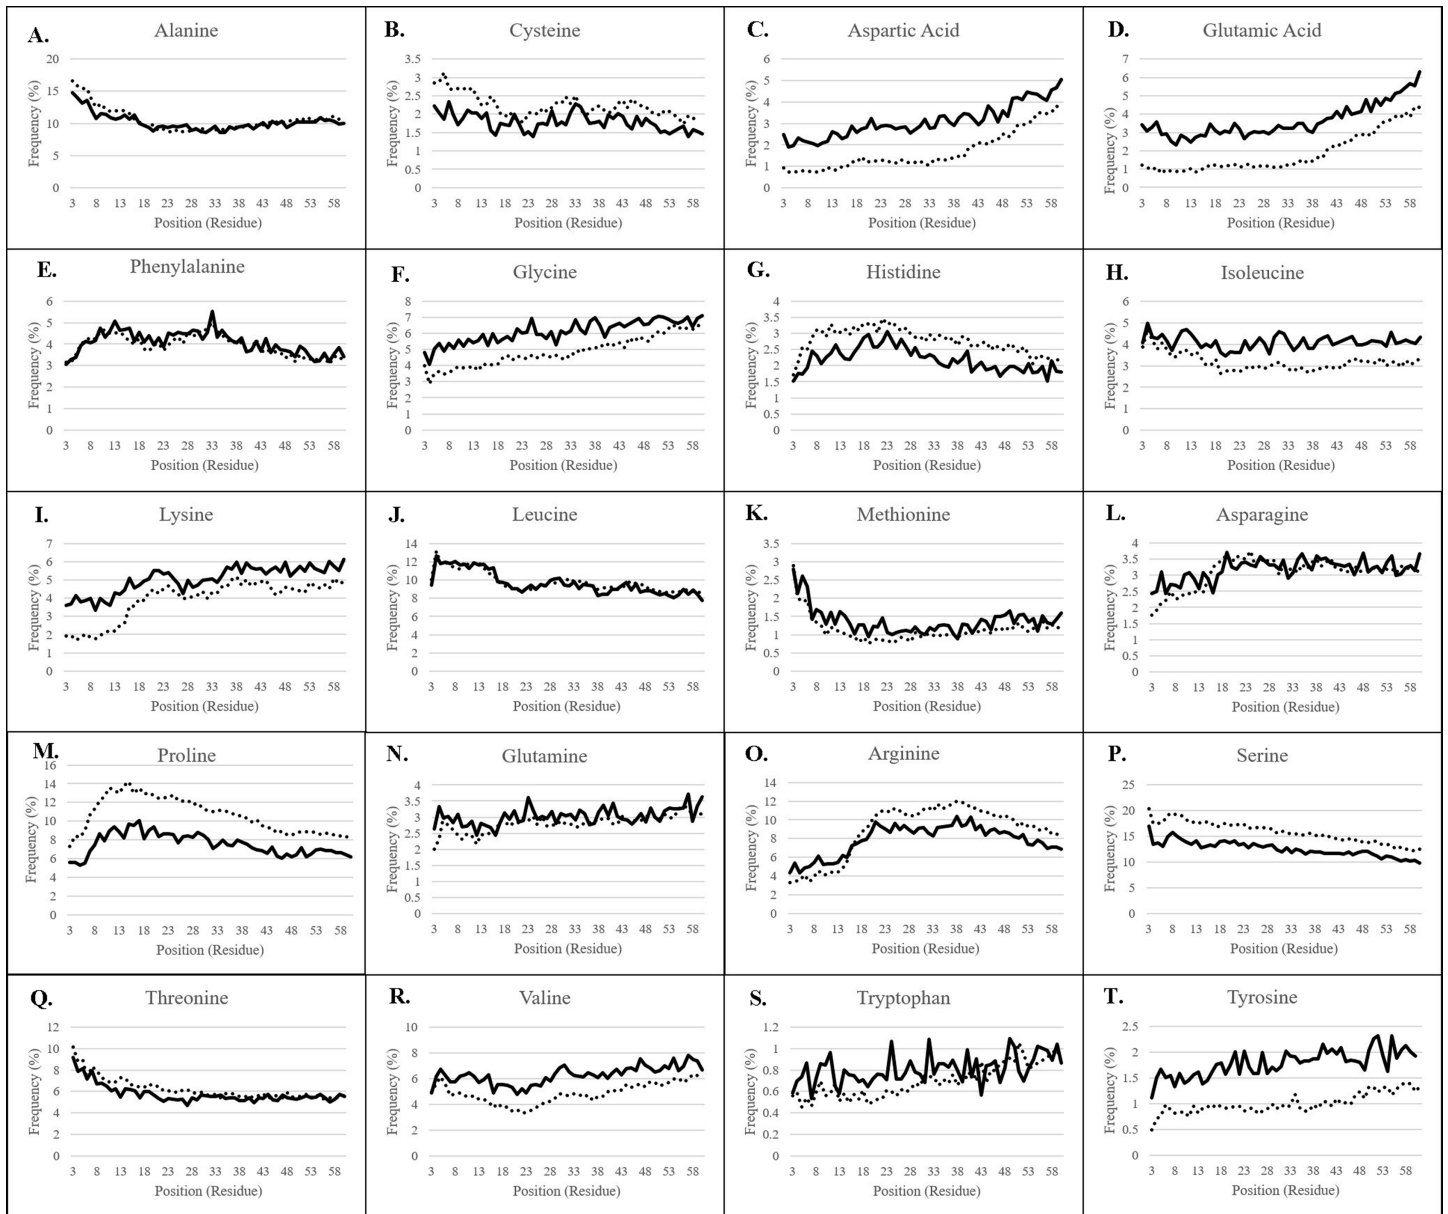 A.
Alanine
Frequency (%)
20
15
10
5
0
3 8 13 18 23 28 33 38 43 48 53 58
Position (Residue)
B.
Cysteine
Frequency (%)
3.5
3
2.5
2
1.5
1
0.5
0
3 8 13 18 23 28 33 38 43 48 53 58
Position (Residue)
C.
Aspartic Acid
Frequency (%)
6
5
4
3
2
1
0
3 8 13 18 23 28 33 38 43 48 53 58
Position (Residue)
D.
Glutamic Acid
Frequency (%)
7
6
5
4
3
2
1
0
3 8 13 18 23 28 33 38 43 48 53 58
Position (Residue)
E.
Phenylalanine
Frequency (%)
6
5
4
3
2
1
0
3 8 13 18 23 28 33 38 43 48 53 58
Position (Residue)
F.
Glycine
Frequency (%)
8
7
6
5
4
3
2
1
0
3 8 13 18 23 28 33 38 43 48 53 58
Position (Residue)
G.
Histidine
Frequency (%)
4
3.5
3
2.5
2
1.5
1
0.5
0
3 8 13 18 23 28 33 38 43 48 53 58
Position (Residue)
H.
Isoleucine
Frequency (%)
6
5
4
3
2
1
0
3 8 13 18 23 28 33 38 43 48 53 58
Position (Residue)
I.
Lysine
Frequency (%)
7
6
5
4
3
2
1
0
3 8 13 18 23 28 33 38 43 48 53 58
Position (Residue)
J.
Leucine
Frequency (%)
14
12
10
8
6
4
2
0
3 8 13 18 23 28 33 38 43 48 53 58
Position (Residue)
K.
Methionine
Frequency (%)
3.5
3
2.5
2
1.5
1
0.5
0
3 8 13 18 23 28 33 38 43 48 53 58
Position (Residue)
L.
Asparagine
Frequency (%)
4
3.5
3
2.5
2
1.5
1
0.5
0
3 8 13 18 23 28 33 38 43 48 53 58
Position (Residue)
M.
Proline
Frequency (%)
16
14
12
10
8
6
4
2
0
3 8 13 18 23 28 33 38 43 48 53 58
Position (Residue)
N.
Glutamine
Frequency (%)
4
3.5
3
2.5
2
1.5
1
0.5
0
3 8 13 18 23 28 33 38 43 48 53 58
Position (Residue)
O.
Arginine
Frequency (%)
14
12
10
8
6
4
2
0
3 8 13 18 23 28 33 38 43 48 53 58
Position (Residue)
P.
Serine
Frequency (%)
25
20
15
10
5
0
3 8 13 18 23 28 33 38 43 48 53 58
Position (Residue)
Q.
Threonine
Frequency (%)
12
10
8
6
4
2
0
3 8 13 18 23 28 33 38 43 48 53 58
Position (Residue)
R.
Valine
Frequency (%)
10
8
6
4
2
0
3 8 13 18 23 28 33 38 43 48 53 58
Position (Residue)
S.
Tryptophan
Frequency (%)
1.2
1
0.8
0.6
0.4
0.2
0
3 8 13 18 23 28 33 38 43 48 53 58
Position (Residue)
T.
Tyrosine
Frequency (%)
2.5
2
1.5
1
0.5
0
3 8 13 18 23 28 33 38 43 48 53 58
Position (Residue)